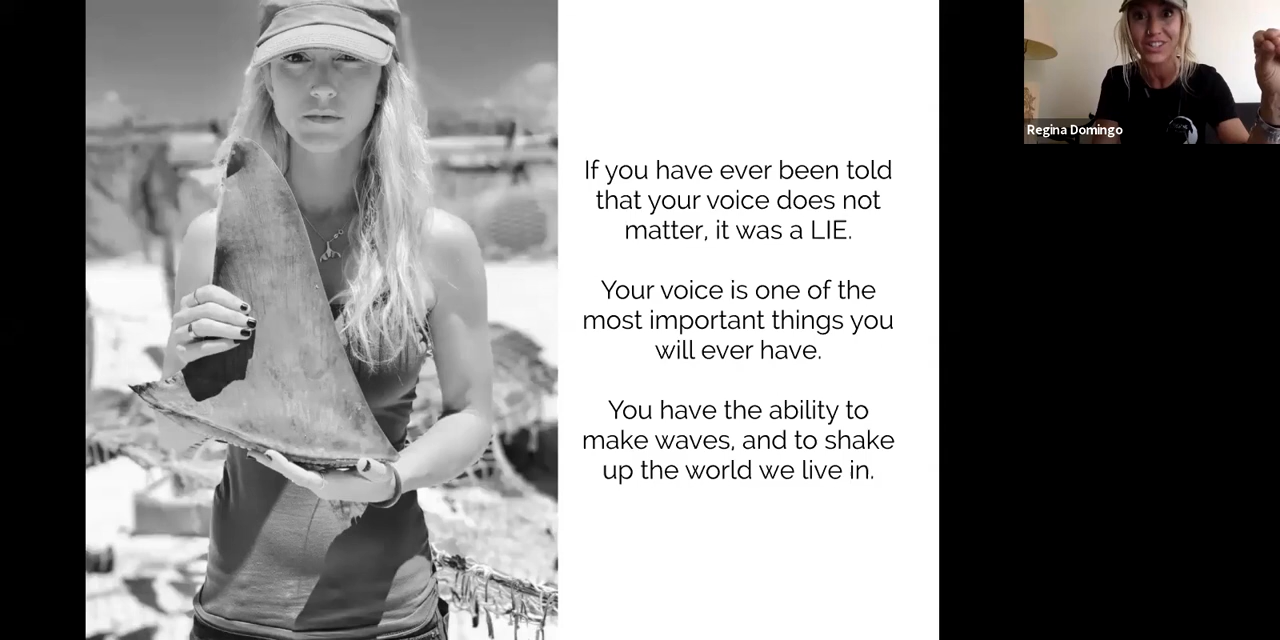 If you have ever been told
that your voice does not
matter, it was a LIE.
Your voice is one of the
most important things you
will ever have.
You have the ability to
make waves, and to shake
up the world we live in.
Regina Domingo